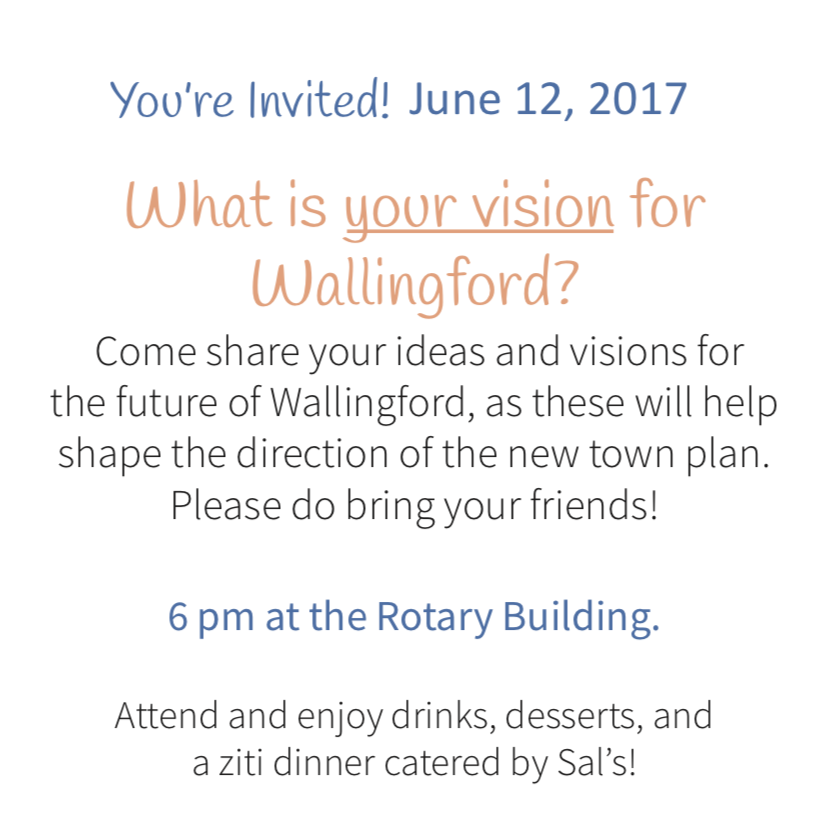 You're Invited! June 12, 2017
What is your vision for
Wallingford?
Come share your ideas and visions for
the future of Wallingford, as these will help
shape the direction of the new town plan.
Please do bring your friends!
6 pm at the Rotary Building.
Attend and enjoy drinks, desserts, and
a ziti dinner catered by Sal’s!